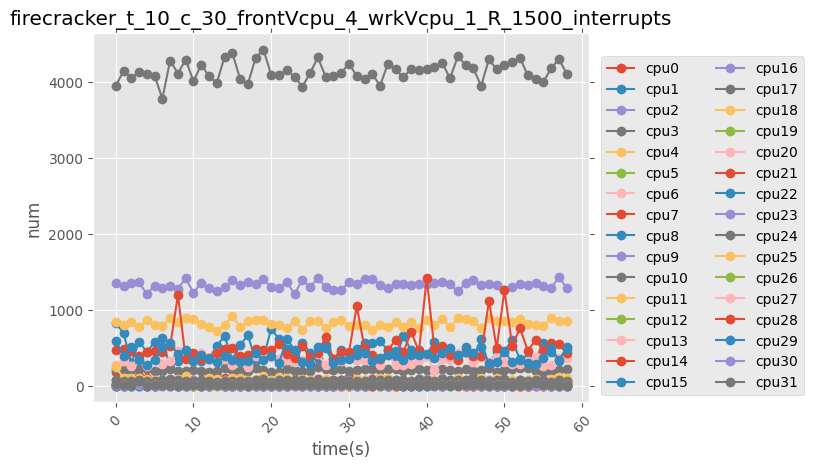 firecracker_t_10_c_30_frontVcpu_4_wrkVcpu_1_R_1500_interrupts
num
4000
3000
2000
1000
0
0
10
20
30
40
50
60
time(s)
cpu0
cpu1
cpu2
cpu3
cpu4
cpu5
cpu6
cpu7
cpu8
cpu9
cpu10
cpu11
cpu12
cpu13
cpu14
cpu15
cpu16
cpu17
cpu18
cpu19
cpu20
cpu21
cpu22
cpu23
cpu24
cpu25
cpu26
cpu27
cpu28
cpu29
cpu30
cpu31